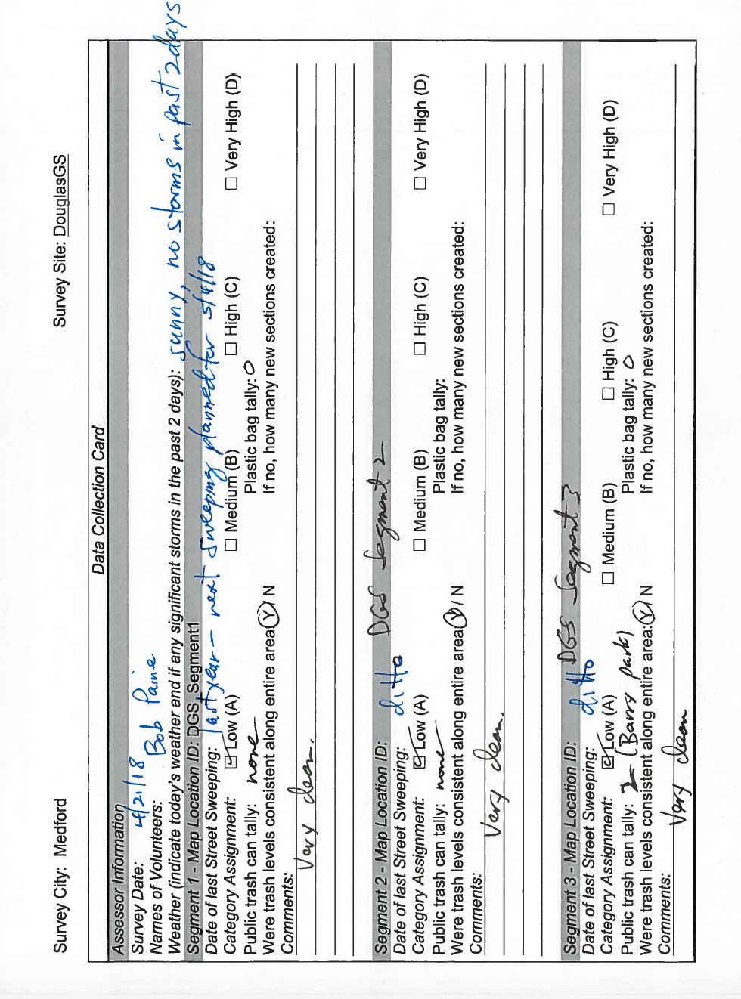 Survey City: Medford Survey Site: DouglasGS
Data Collection Card
Assessor Information
Survey Date: 4/21/18
Names of Volunteers: Bob Paine
Weather (indicate today's weather and if any significant storms in the past 2 days): sunny, no storms in past 2 days
Segment 1 - Map Location ID: DGS Segment1
Date of last Street Sweeping: last year - next sweeping planned for 5/4/18
Category Assignment: ☑ Low (A) ☐ Medium (B) ☐ High (C) ☐ Very High (D)
Public trash can tally: none Plastic bag tally: 0
Were trash levels consistent along entire area: Y / N If no, how many new sections created:
Comments:
Very clean.
Segment 2 - Map Location ID: DGS Segment 2
Date of last Street Sweeping: ditto
Category Assignment: ☑ Low (A) ☐ Medium (B) ☐ High (C) ☐ Very High (D)
Public trash can tally: none Plastic bag tally:
Were trash levels consistent along entire area: Y / N If no, how many new sections created:
Comments:
Very clean.
Segment 3 - Map Location ID: DGS Segment 3
Date of last Street Sweeping: ditto
Category Assignment: ☑ Low (A) ☐ Medium (B) ☐ High (C) ☐ Very High (D)
Public trash can tally: 2 (Barry Park) Plastic bag tally: 0
Were trash levels consistent along entire area: Y / N If no, how many new sections created:
Comments:
Very clean